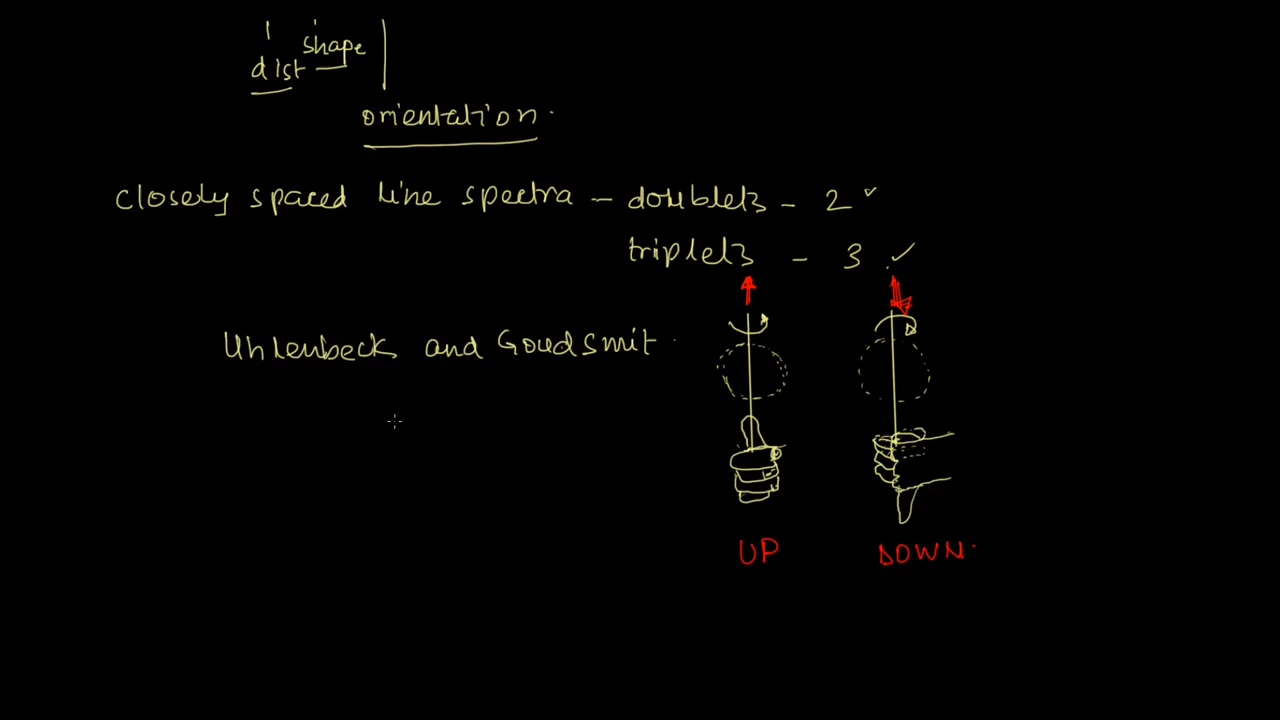 shape
dist
orientation.
closely spaced line spectra - doublets - 2
triplets - 3
Uhlenbeck and Goudsmit.
UP
DOWN.